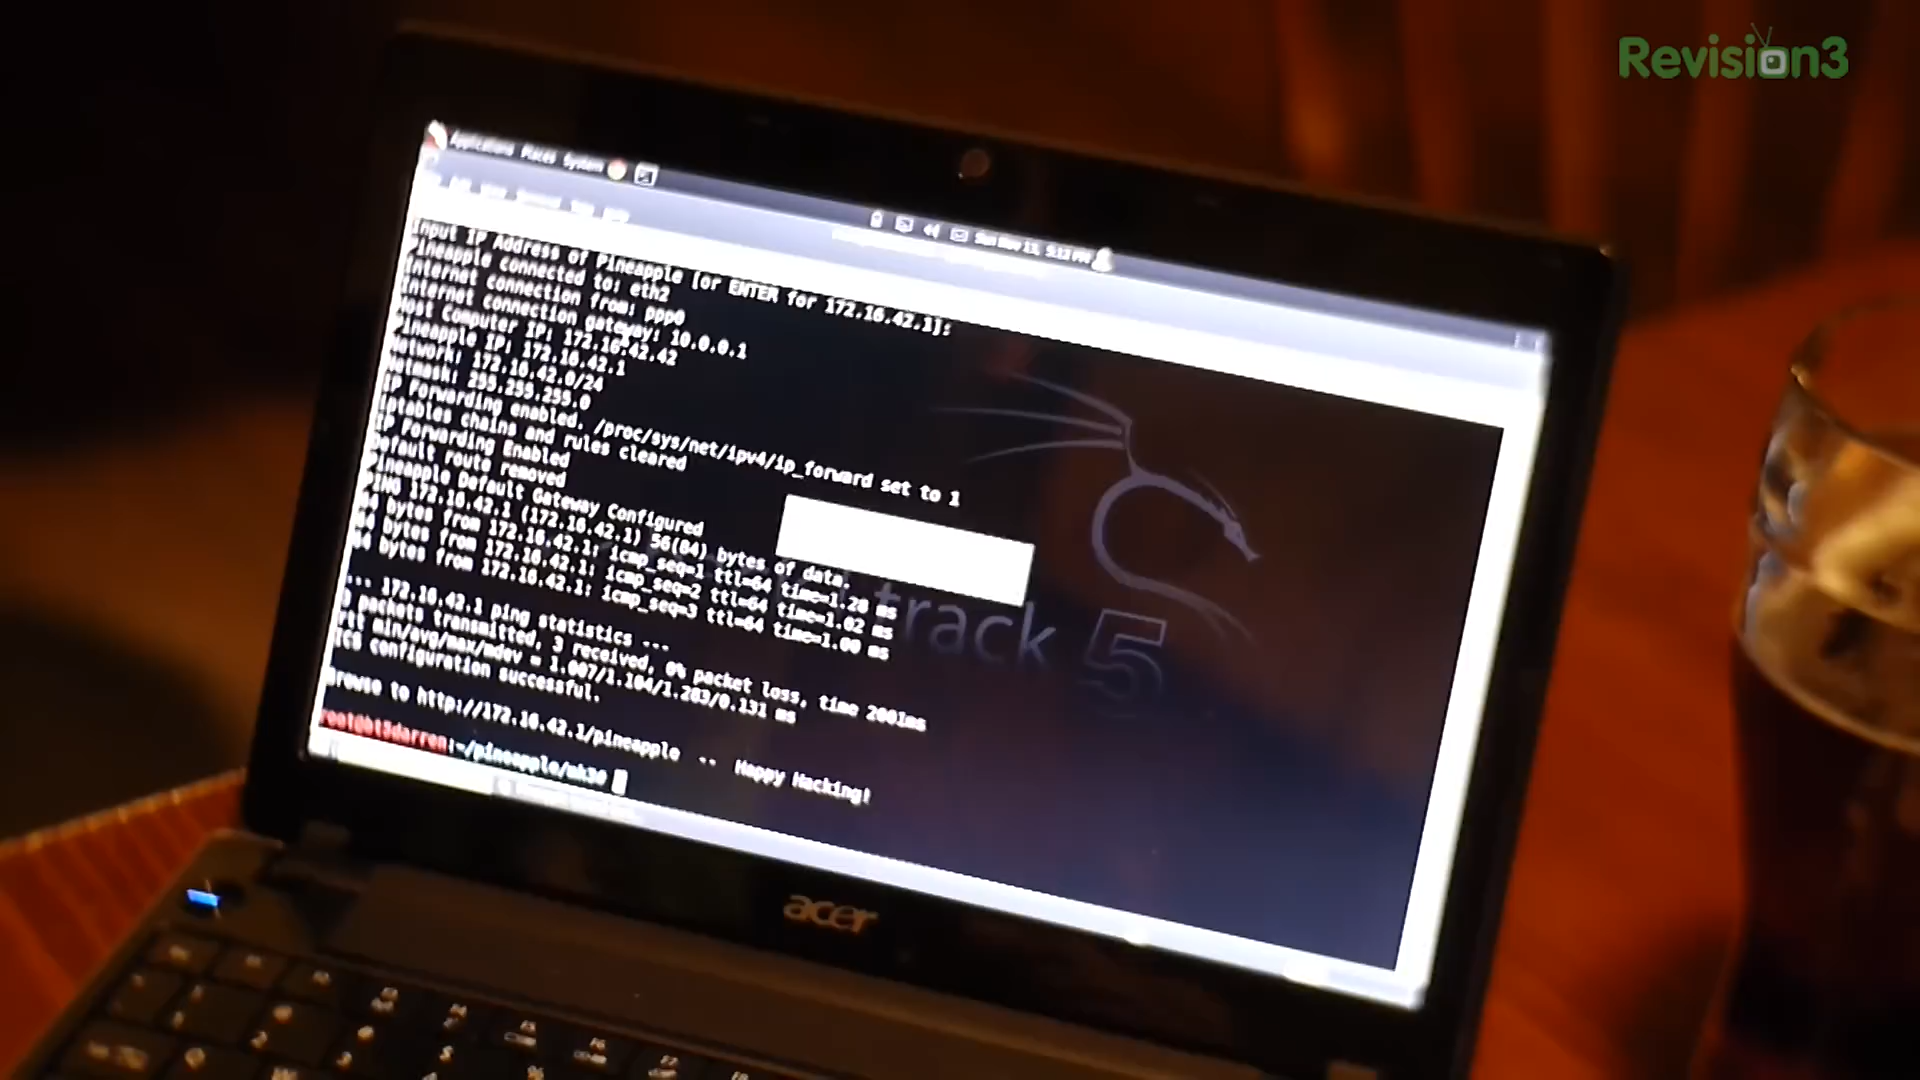 Revision3
Applications Places System
Sun Nov 13, 5:12 PM
Input IP Address of Pineapple [or ENTER for 172.16.42.1]:
Pineapple connected to: eth2
Internet connection from: ppp0
Internet connection gateway: 10.0.0.1
Host Computer IP: 172.16.42.42
Pineapple IP: 172.16.42.1
Network: 172.16.42.0/24
Netmask: 255.255.255.0
IP Forwarding enabled. /proc/sys/net/ipv4/ip_forward set to 1
iptables chains and rules cleared
IP Forwarding Enabled
Default route removed
Pineapple Default Gateway Configured
PING 172.16.42.1 (172.16.42.1) 56(84) bytes of data.
64 bytes from 172.16.42.1: icmp_seq=1 ttl=64 time=1.28 ms
64 bytes from 172.16.42.1: icmp_seq=2 ttl=64 time=1.02 ms
64 bytes from 172.16.42.1: icmp_seq=3 ttl=64 time=1.00 ms
--- 172.16.42.1 ping statistics ---
3 packets transmitted, 3 received, 0% packet loss, time 2001ms
rtt min/avg/max/mdev = 1.007/1.104/1.283/0.131 ms
ICS configuration successful.
Browse to http://172.16.42.1/pineapple -- Happy Hacking!
root@bt5darren:~/pineapple/mk3#
track 5
acer